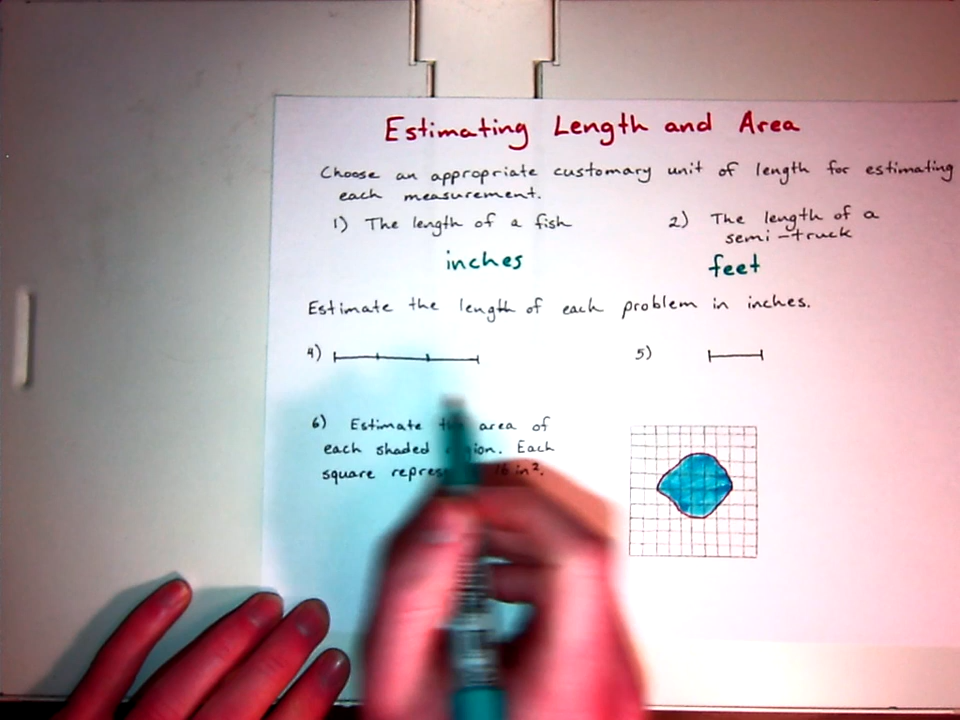 Estimating Length and Area
Choose an appropriate customary unit of length for estimating
each measurement.
1) The length of a fish
2) The length of a
semi-truck
inches
feet
Estimate the length of each problem in inches.
4)
5)
6) Estimate area of
each shaded Each
square 16 in².